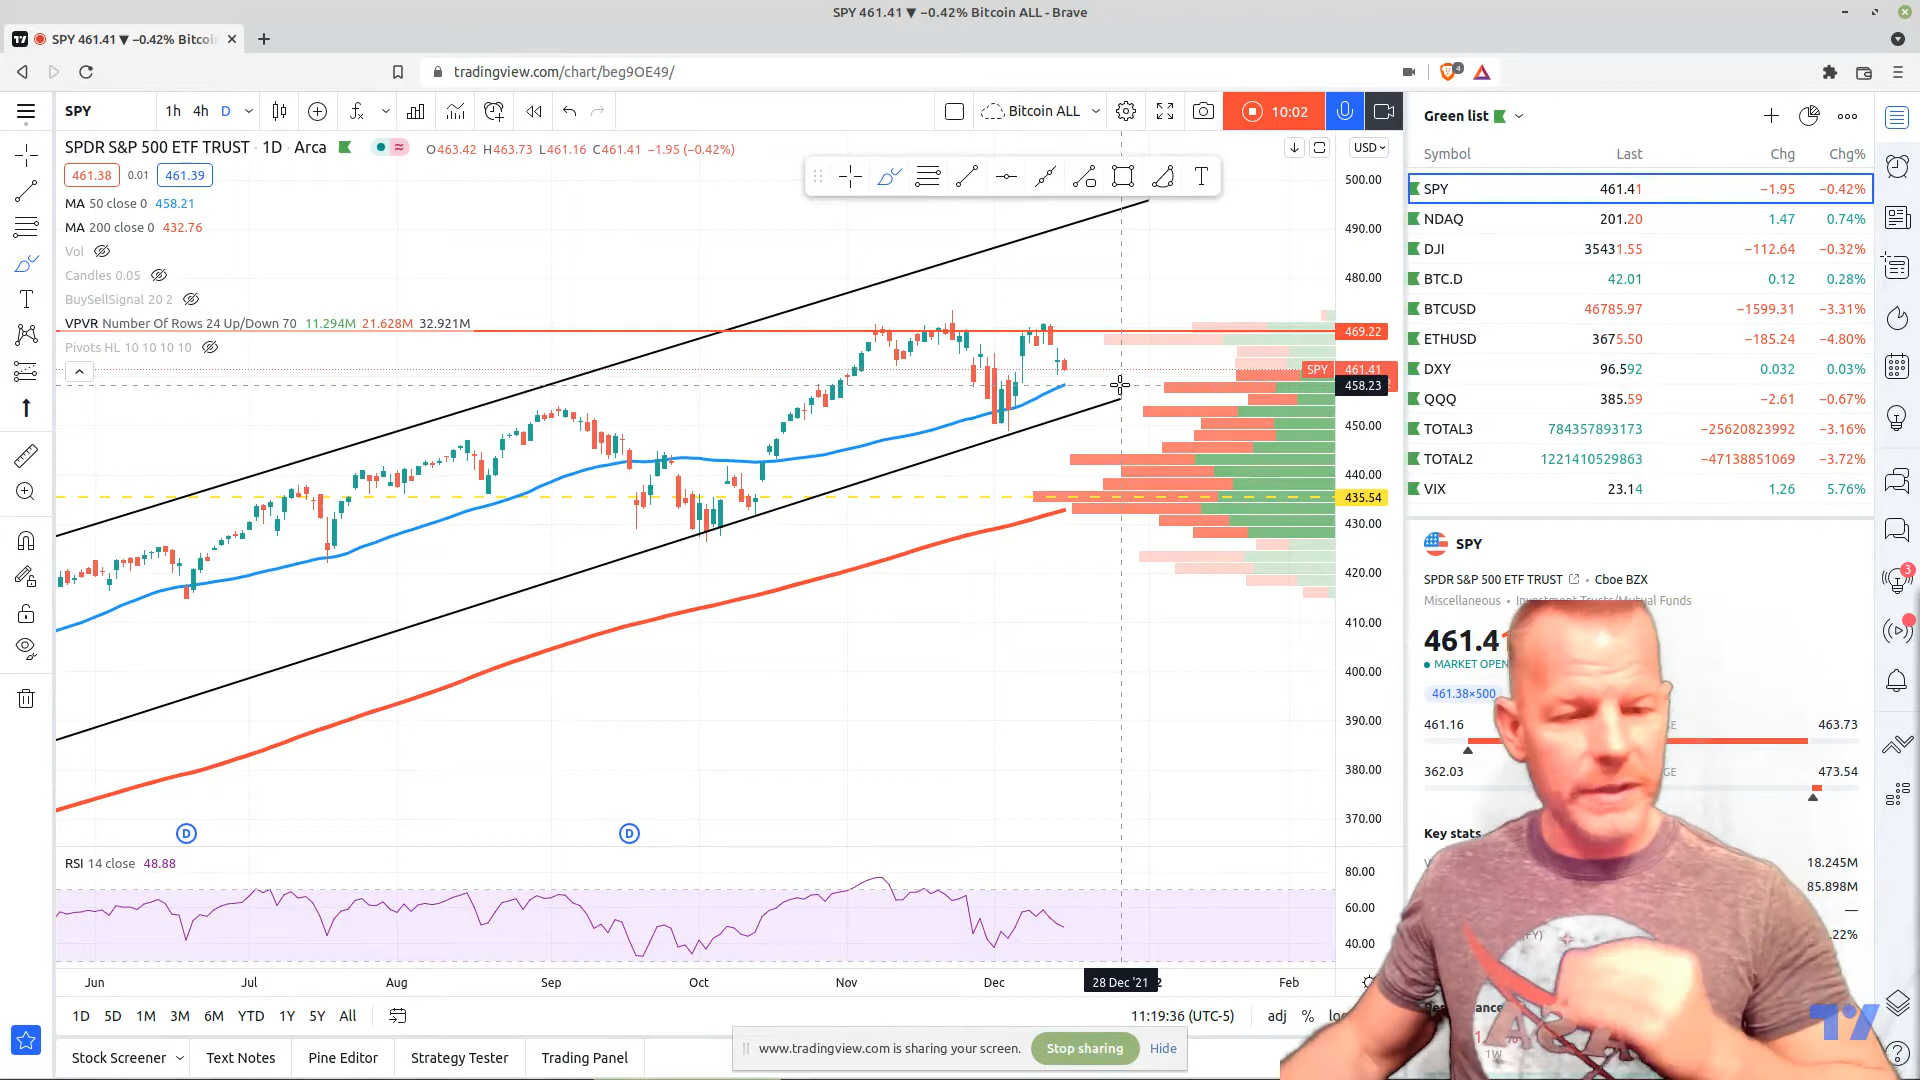 SPY 461.41 ▼ −0.42% Bitcoin ALL - Brave
SPY 461.41 ▼ −0.42% Bitcoi
tradingview.com/chart/beg9OE49/
4
SPY 1h 4h D Bitcoin ALL 10:02
SPDR S&P 500 ETF TRUST · 1D · Arca O463.42 H463.73 L461.16 C461.41 −1.95 (−0.42%)
461.38 0.01 461.39
MA 50 close 0 458.21
MA 200 close 0 432.76
Vol
Candles 0.05
BuySellSignal 20 2
VPVR Number Of Rows 24 Up/Down 70 11.294M 21.628M 32.921M
Pivots HL 10 10 10 10
T
USD
500.00
490.00
480.00
469.22
SPY 461.41
458.23
450.00
440.00
435.54
430.00
420.00
410.00
400.00
390.00
380.00
370.00
D D
RSI 14 close 48.88
80.00
60.00
40.00
Jun Jul Aug Sep Oct Nov Dec 28 Dec '21 Feb
1D 5D 1M 3M 6M YTD 1Y 5Y All 11:19:36 (UTC-5) adj %
www.tradingview.com is sharing your screen. Stop sharing Hide
Stock Screener Text Notes Pine Editor Strategy Tester Trading Panel
Green list
Symbol Last Chg Chg%
SPY 461.41 −1.95 −0.42%
NDAQ 201.20 1.47 0.74%
DJI 35431.55 −112.64 −0.32%
BTC.D 42.01 0.12 0.28%
BTCUSD 46785.97 −1599.31 −3.31%
ETHUSD 3675.50 −185.24 −4.80%
DXY 96.592 0.032 0.03%
QQQ 385.59 −2.61 −0.67%
TOTAL3 784357893173 −25620823992 −3.16%
TOTAL2 1221410529863 −47138851069 −3.72%
VIX 23.14 1.26 5.76%
SPY
SPDR S&P 500 ETF TRUST • Cboe BZX
Miscellaneous • Investment Trusts/Mutual Funds
461.41
MARKET OPEN
461.38×500
461.16 463.73
362.03 473.54
Key stats
18.245M
85.898M
—
.22%
1W
3